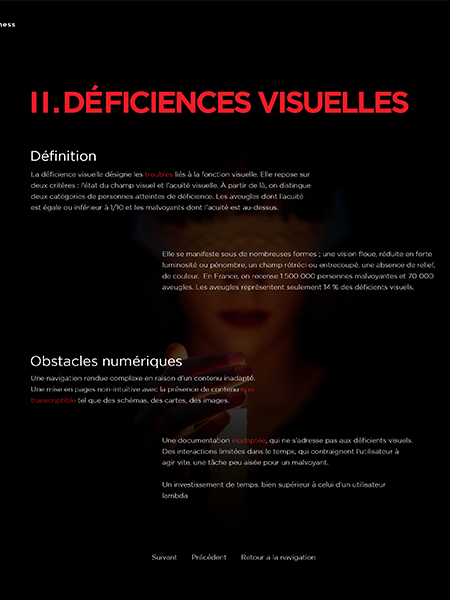 ness
II. DÉFICIENCES VISUELLES
Définition
La déficience visuelle désigne les troubles liés à la fonction visuelle. Elle repose sur
deux critères : l'état du champ visuel et l'acuité visuelle. À partir de là, on distingue
deux catégories de personnes atteintes de déficience. Les aveugles dont l'acuité
est égale ou inférieur à 1/10 et les malvoyants dont l'acuité est au-dessus.
Elle se manifeste sous de nombreuses formes ; une vision floue, réduite en forte
luminosité ou pénombre, un champ rétréci ou entrecoupé, une absence de relief,
de couleur. En France, on recense 1 500 000 personnes malvoyantes et 70 000
aveugles. Les aveugles représentent seulement 14 % des déficients visuels.
Obstacles numériques
Une navigation rendue complexe en raison d'un contenu inadapté.
Une mise en pages non-intuitive avec la présence de contenu non
transcriptible tel que des schémas, des cartes, des images.
Une documentation inadaptée, qui ne s'adresse pas aux déficients visuels.
Des interactions limitées dans le temps, qui contraignent l'utilisateur à
agir vite, une tâche peu aisée pour un malvoyant.
Un investissement de temps, bien supérieur à celui d'un utilisateur
lambda
Suivant Précédent Retour a la navigation